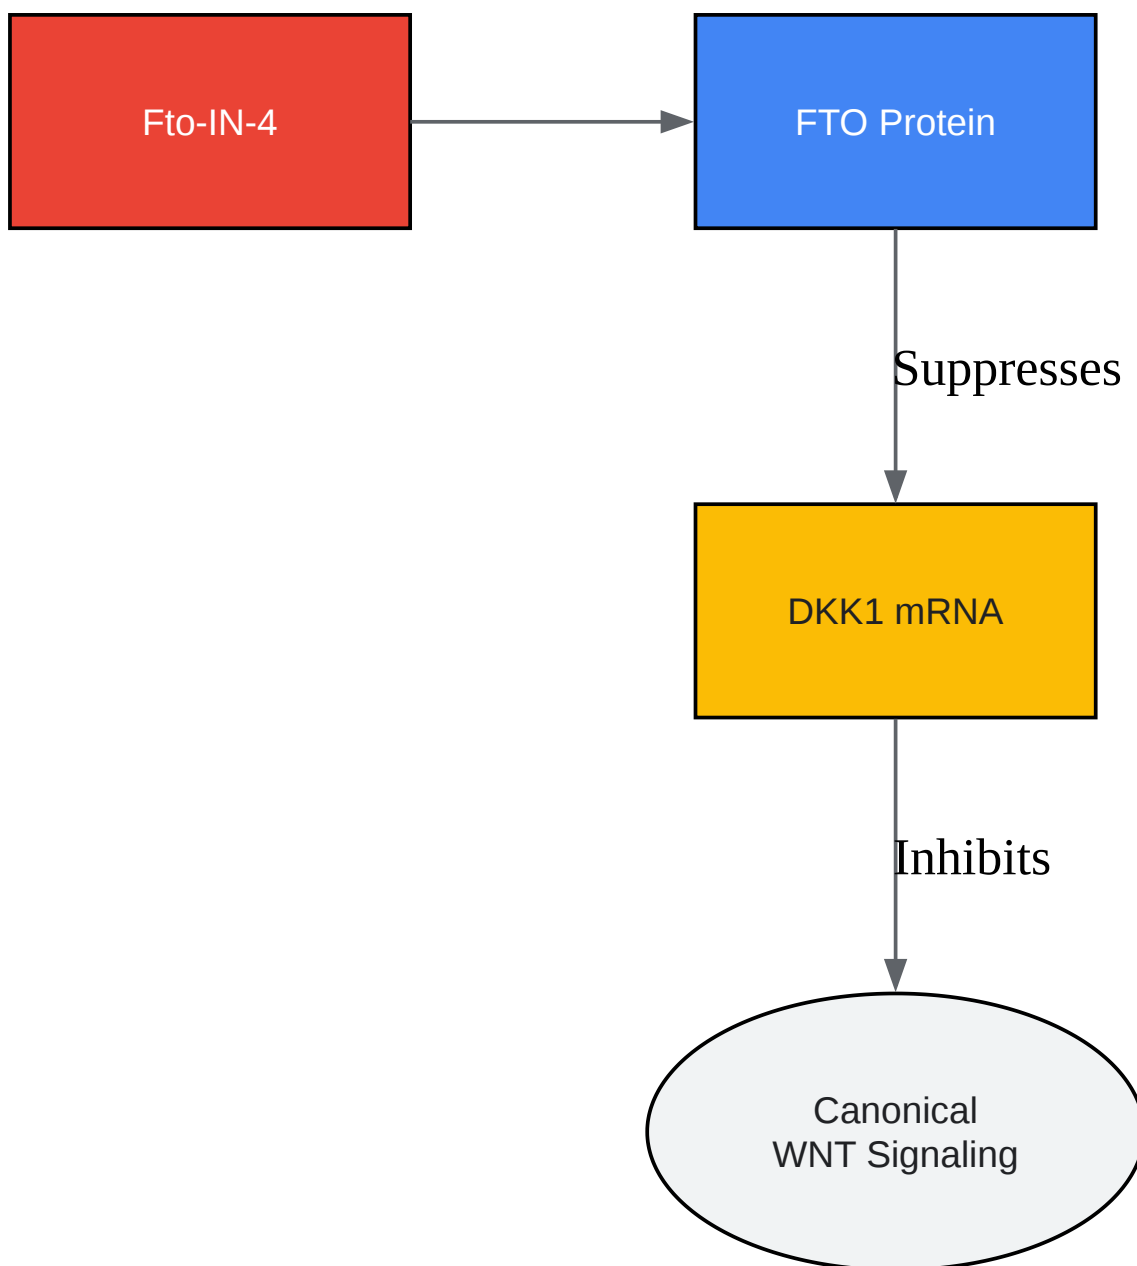 Fto-IN-4
FTO Protein
Suppresses
DKK1 mRNA
Inhibits
Canonical
WNT Signaling